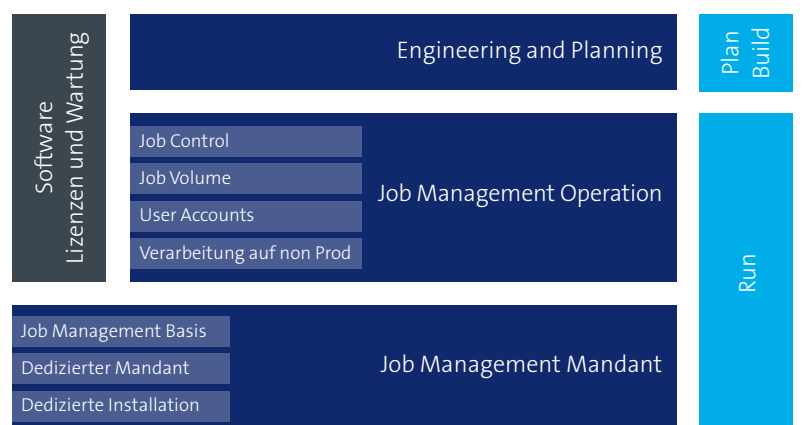 Software
Lizenzen und Wartung
Engineering and Planning
Plan
Build
Job Control
Job Volume
User Accounts
Verarbeitung auf non Prod
Job Management Operation
Run
Job Management Basis
Dedizierter Mandant
Dedizierte Installation
Job Management Mandant